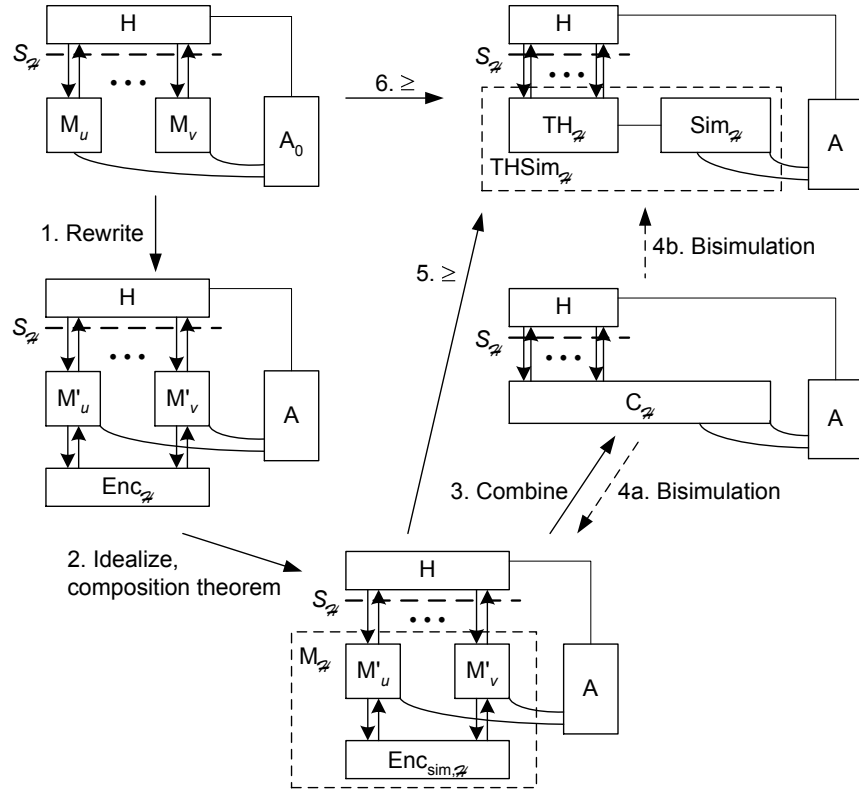 H
S_ℋ
• • •
M_u
M_v
A_0
6. ≥
H
S_ℋ
• • •
TH_ℋ
Sim_ℋ
THSim_ℋ
A
1. Rewrite
5. ≥
4b. Bisimulation
H
S_ℋ
• • •
M'_u
M'_v
A
Enc_ℋ
H
S_ℋ
• • •
C_ℋ
A
3. Combine
4a. Bisimulation
2. Idealize,
composition theorem
H
S_ℋ
• • •
M_ℋ
M'_u
M'_v
A
Enc_sim,ℋ